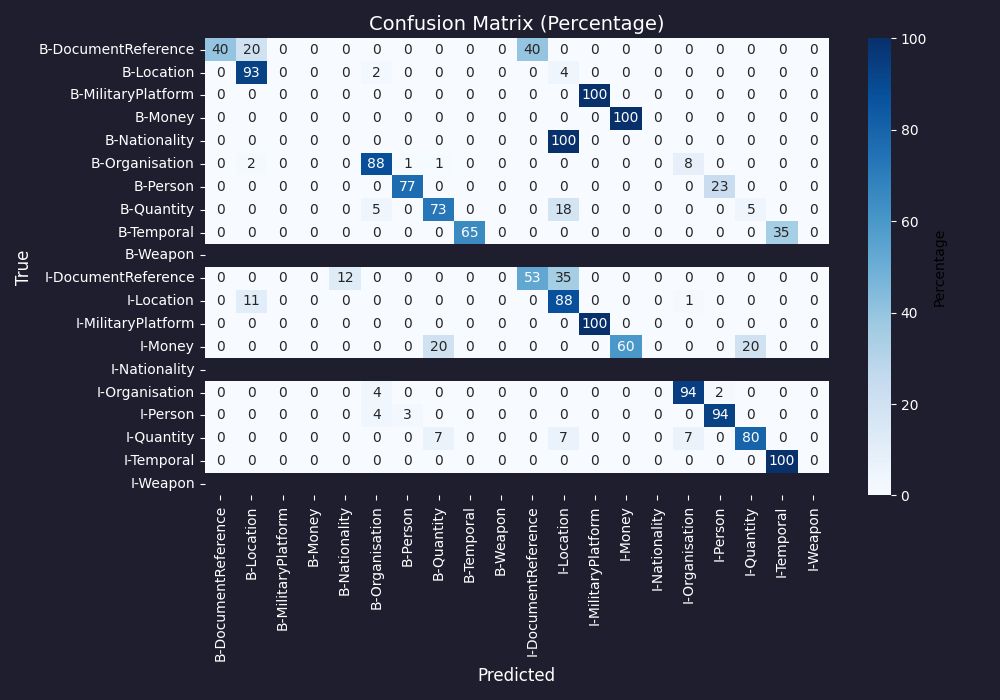 Confusion Matrix (Percentage)
B-DocumentReference 40 20 0 0 0 0 0 0 0 0 40 0 0 0 0 0 0 0 0 0
B-Location 0 93 0 0 0 2 0 0 0 0 0 4 0 0 0 0 0 0 0 0
B-MilitaryPlatform 0 0 0 0 0 0 0 0 0 0 0 0 100 0 0 0 0 0 0 0
B-Money 0 0 0 0 0 0 0 0 0 0 0 0 0 100 0 0 0 0 0 0
B-Nationality 0 0 0 0 0 0 0 0 0 0 0 100 0 0 0 0 0 0 0 0
B-Organisation 0 2 0 0 0 88 1 1 0 0 0 0 0 0 0 8 0 0 0 0
B-Person 0 0 0 0 0 0 77 0 0 0 0 0 0 0 0 0 23 0 0 0
B-Quantity 0 0 0 0 0 5 0 73 0 0 0 18 0 0 0 0 0 5 0 0
B-Temporal 0 0 0 0 0 0 0 0 65 0 0 0 0 0 0 0 0 0 35 0
B-Weapon
I-DocumentReference 0 0 0 0 12 0 0 0 0 0 53 35 0 0 0 0 0 0 0 0
I-Location 0 11 0 0 0 0 0 0 0 0 0 88 0 0 0 1 0 0 0 0
I-MilitaryPlatform 0 0 0 0 0 0 0 0 0 0 0 0 100 0 0 0 0 0 0 0
I-Money 0 0 0 0 0 0 0 20 0 0 0 0 0 60 0 0 0 20 0 0
I-Nationality
I-Organisation 0 0 0 0 0 4 0 0 0 0 0 0 0 0 0 94 2 0 0 0
I-Person 0 0 0 0 0 4 3 0 0 0 0 0 0 0 0 0 94 0 0 0
I-Quantity 0 0 0 0 0 0 0 7 0 0 0 7 0 0 0 7 0 80 0 0
I-Temporal 0 0 0 0 0 0 0 0 0 0 0 0 0 0 0 0 0 0 100 0
I-Weapon
True
B-DocumentReference
B-Location
B-MilitaryPlatform
B-Money
B-Nationality
B-Organisation
B-Person
B-Quantity
B-Temporal
B-Weapon
I-DocumentReference
I-Location
I-MilitaryPlatform
I-Money
I-Nationality
I-Organisation
I-Person
I-Quantity
I-Temporal
I-Weapon
Predicted
100
80
60
40
20
0
Percentage